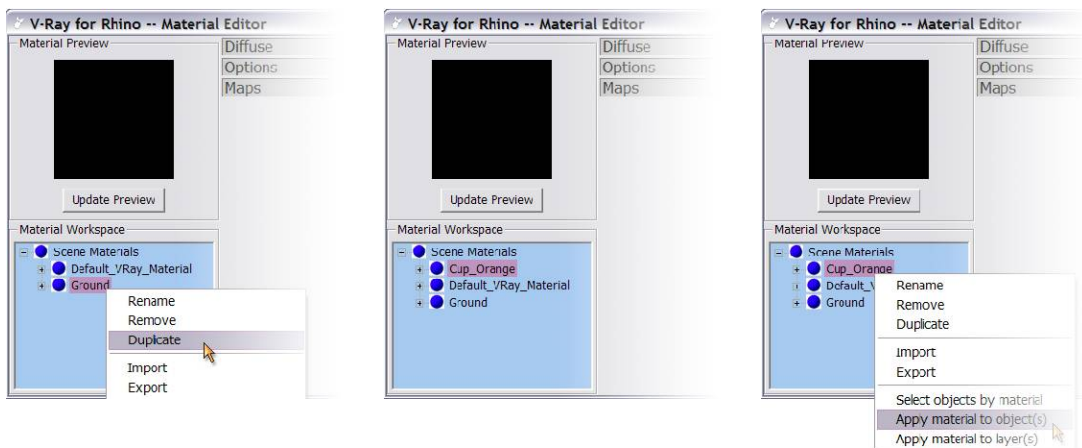 V-Ray for Rhino -- Material Editor
Material Preview
Diffuse
Options
Maps
Update Preview
Material Workspace
Scene Materials
Default_VRay_Material
Ground
Rename
Remove
Duplicate
Import
Export
V-Ray for Rhino -- Material Editor
Material Preview
Diffuse
Options
Maps
Update Preview
Material Workspace
Scene Materials
Cup_Orange
Default_VRay_Material
Ground
V-Ray for Rhino -- Material Editor
Material Preview
Diffuse
Options
Maps
Update Preview
Material Workspace
Scene Materials
Cup_Orange
Default_V
Ground
Rename
Remove
Duplicate
Import
Export
Select objects by material
Apply material to object(s)
Apply material to layer(s)